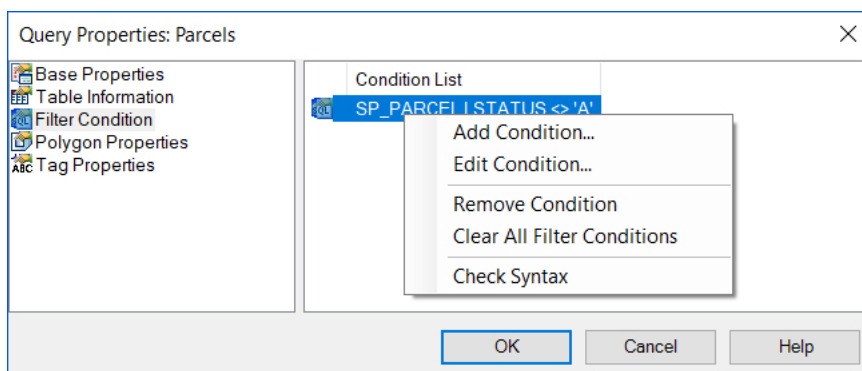 Query Properties: Parcels
Base Properties
Table Information
Filter Condition
Polygon Properties
Tag Properties
Condition List
SP_PARCELLSTATUS <> 'A'
Add Condition...
Edit Condition...
Remove Condition
Clear All Filter Conditions
Check Syntax
OK
Cancel
Help